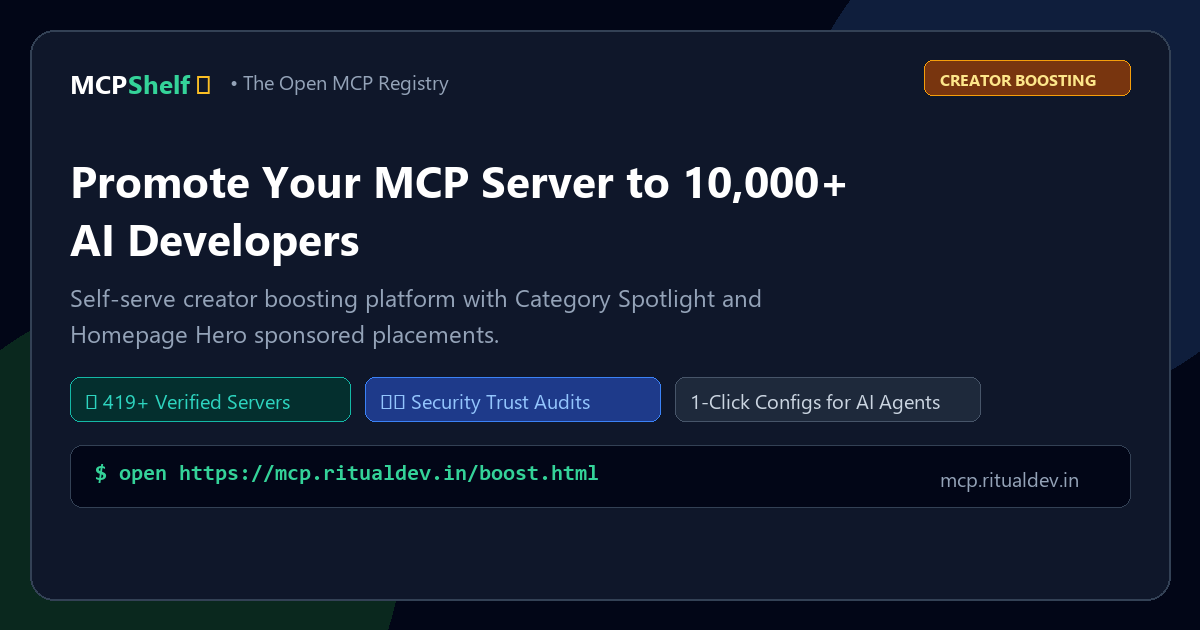 MCPShelf • The Open MCP Registry
CREATOR BOOSTING
Promote Your MCP Server to 10,000+
AI Developers
Self-serve creator boosting platform with Category Spotlight and
Homepage Hero sponsored placements.
419+ Verified Servers
Security Trust Audits
1-Click Configs for AI Agents
$ open https://mcp.ritualdev.in/boost.html
mcp.ritualdev.in